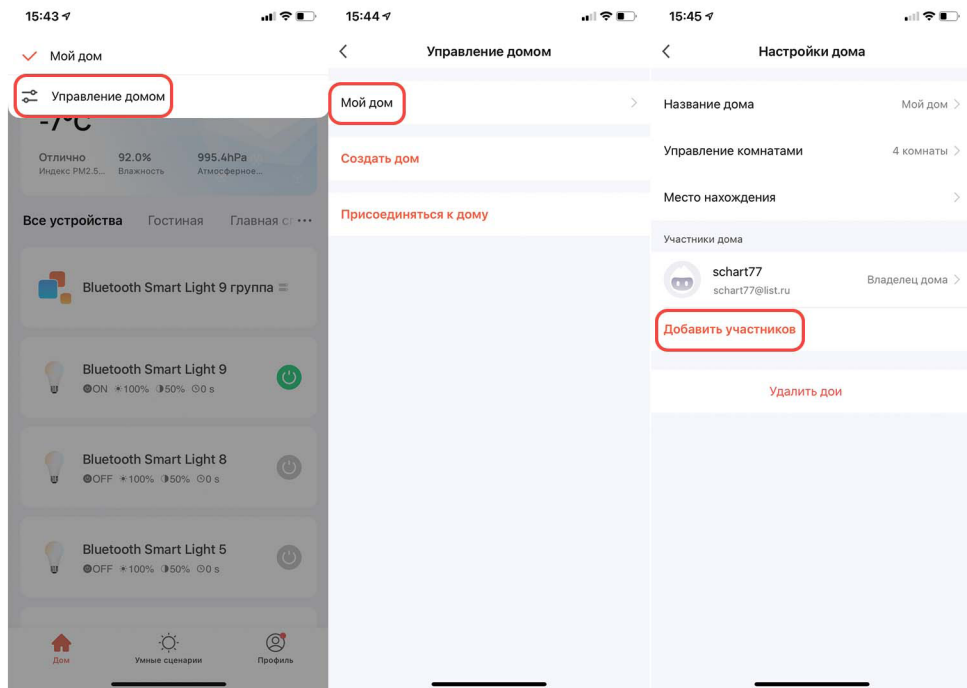 15:43
Мой дом
Управление домом
-7°C
Отлично 92.0% 995.4hPa
Индекс PM2.5... Влажность Атмосферное...
Все устройства Гостиная Главная с
Bluetooth Smart Light 9 группа
Bluetooth Smart Light 9
ON 100% 50% 0 s
Bluetooth Smart Light 8
OFF 100% 50% 0 s
Bluetooth Smart Light 5
OFF 100% 50% 0 s
Дом Умные сценарии Профиль
15:44
Управление домом
Мой дом
Создать дом
Присоединяться к дому
15:45
Настройки дома
Название дома Мой дом
Управление комнатами 4 комнаты
Место нахождения
Участники дома
schart77
schart77@list.ru
Владелец дома
Добавить участников
Удалить дои